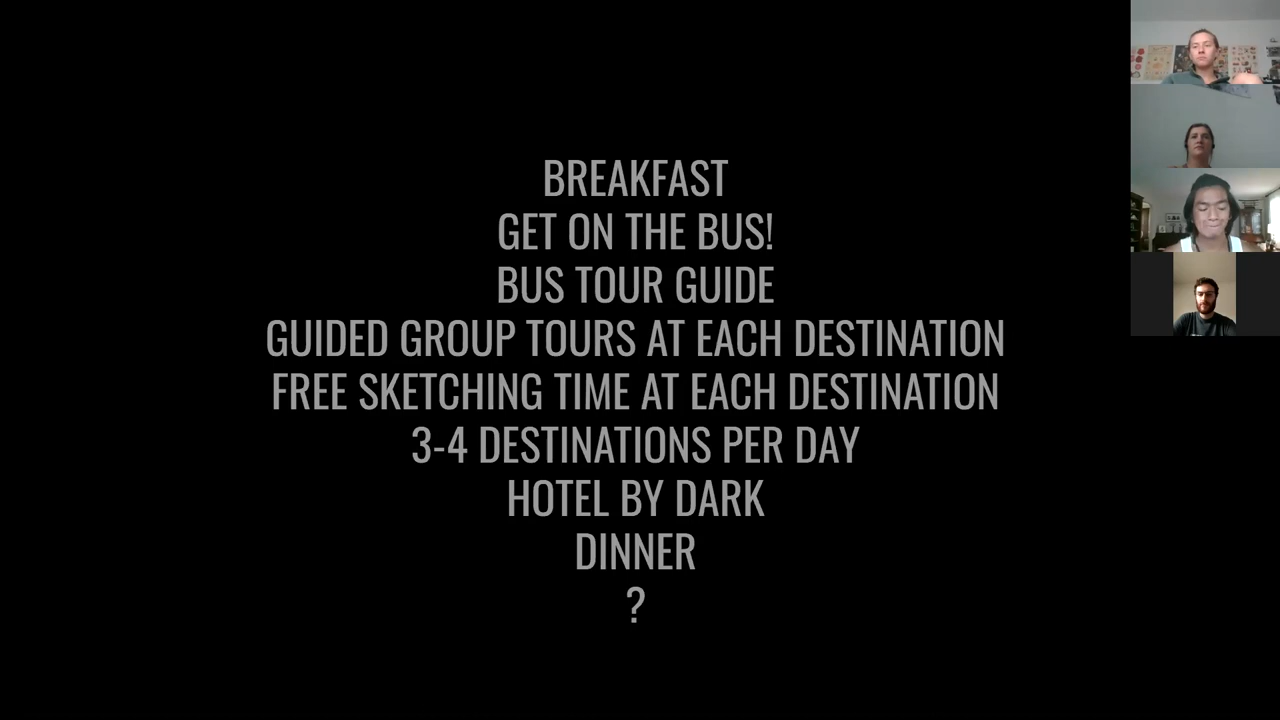 BREAKFAST
GET ON THE BUS!
BUS TOUR GUIDE
GUIDED GROUP TOURS AT EACH DESTINATION
FREE SKETCHING TIME AT EACH DESTINATION
3-4 DESTINATIONS PER DAY
HOTEL BY DARK
DINNER
?